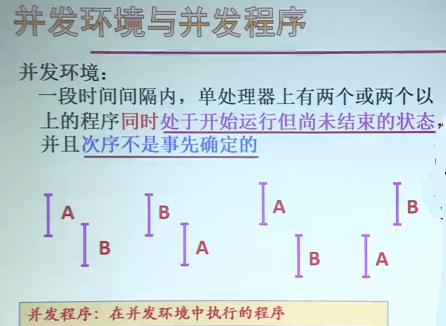 并发环境与并发程序
并发环境：
一段时间间隔内，单处理器上有两个或两个以
上的程序同时处于开始运行但尚未结束的状态，
并且次序不是事先确定的
A B A B
B A B A
并发程序：在并发环境中执行的程序